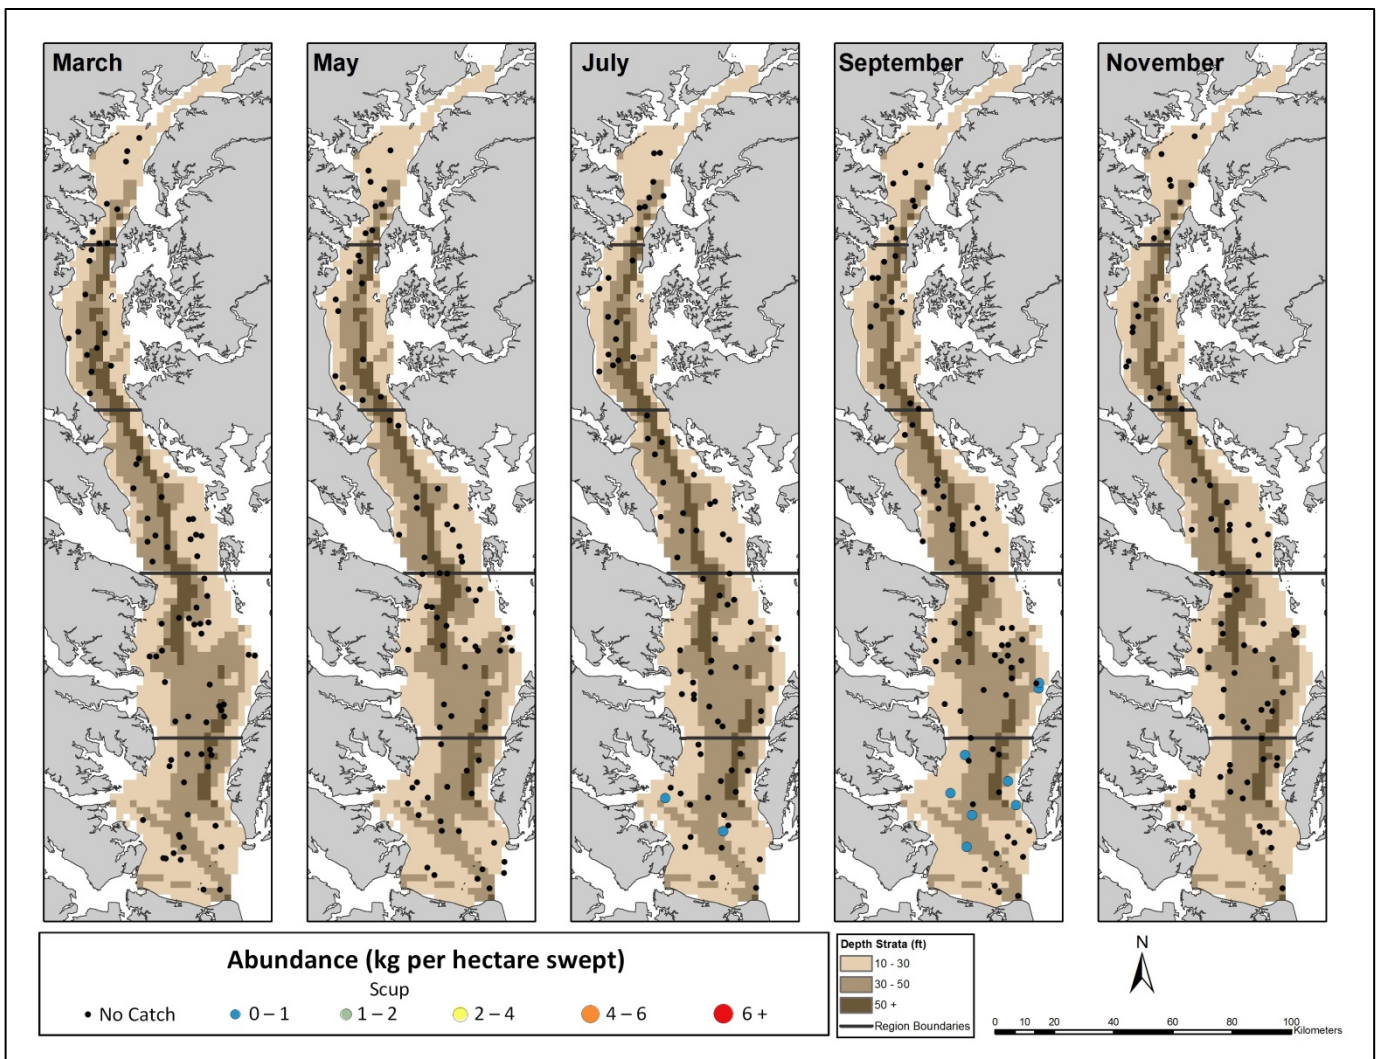 March
May
July
September
November
Abundance (kg per hectare swept)
Scup
No Catch
0 – 1
1 – 2
2 – 4
4 – 6
6 +
Depth Strata (ft)
10 - 30
30 - 50
50 +
Region Boundaries
N
0 10 20 40 60 80 100
Kilometers